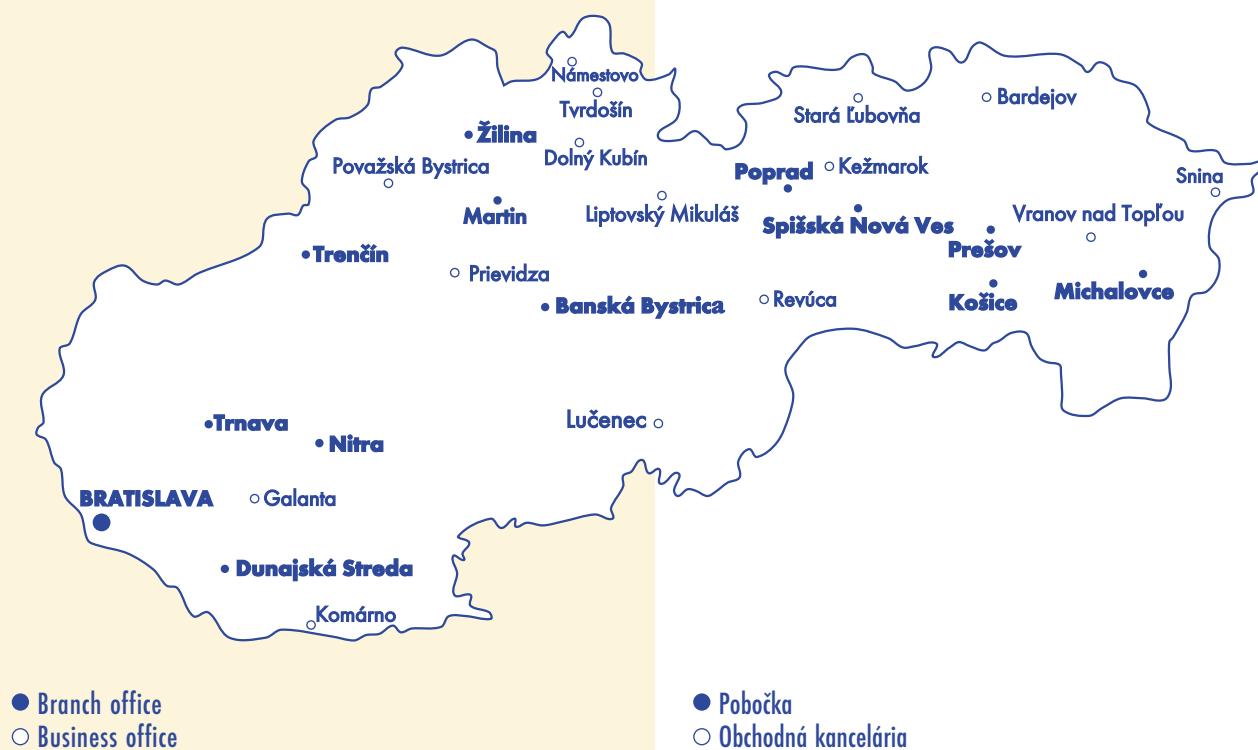 Námestovo
Tvrdošín
Stará Ľubovňa
Bardejov
Žilina
Dolný Kubín
Považská Bystrica
Poprad
Kežmarok
Snina
Martin
Liptovský Mikuláš
Spišská Nová Ves
Vranov nad Topľou
Prešov
Trenčín
Prievidza
Banská Bystrica
Revúca
Košice
Michalovce
Trnava
Nitra
Lučenec
BRATISLAVA
Galanta
Dunajská Streda
Komárno
Branch office
Business office
Pobočka
Obchodná kancelária